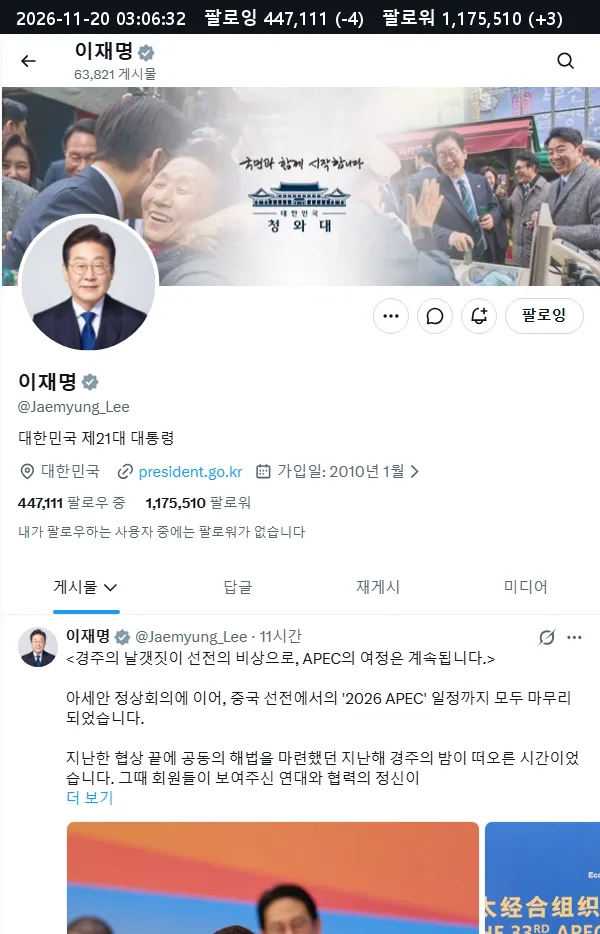 2026-11-20 03:06:32 팔로잉 447,111 (-4) 팔로워 1,175,510 (+3)
이재명
63,821 게시물
국민과 함께 시작합니다
대한민국
청와대
팔로잉
이재명
@Jaemyung_Lee
대한민국 제21대 대통령
대한민국 president.go.kr 가입일: 2010년 1월
447,111 팔로우 중 1,175,510 팔로워
내가 팔로우하는 사용자 중에는 팔로워가 없습니다
게시물 답글 재게시 미디어
이재명 @Jaemyung_Lee · 11시간
<경주의 날갯짓이 선전의 비상으로, APEC의 여정은 계속됩니다.>
아세안 정상회의에 이어, 중국 선전에서의 '2026 APEC' 일정까지 모두 마무리
되었습니다.
지난한 협상 끝에 공동의 해법을 마련했던 지난해 경주의 밤이 떠오른 시간이었
습니다. 그때 회원들이 보여주신 연대와 협력의 정신이
더 보기
Eco
太经合组织
HE 33RD APEC